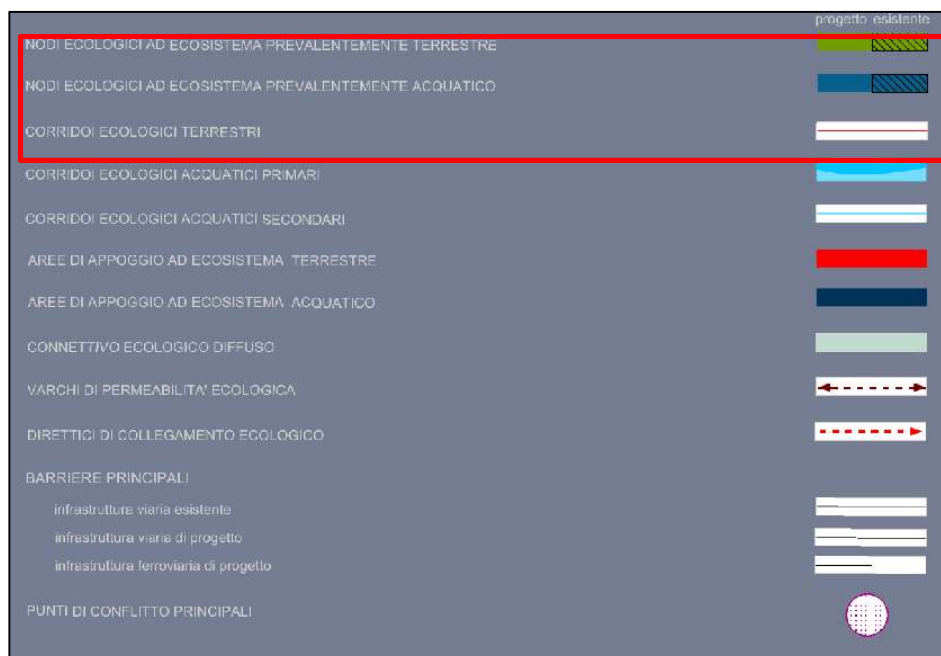 progetto esistente
NODI ECOLOGICI AD ECOSISTEMA PREVALENTEMENTE TERRESTRE
NODI ECOLOGICI AD ECOSISTEMA PREVALENTEMENTE ACQUATICO
CORRIDOI ECOLOGICI TERRESTRI
CORRIDOI ECOLOGICI ACQUATICI PRIMARI
CORRIDOI ECOLOGICI ACQUATICI SECONDARI
AREE DI APPOGGIO AD ECOSISTEMA TERRESTRE
AREE DI APPOGGIO AD ECOSISTEMA ACQUATICO
CONNETTIVO ECOLOGICO DIFFUSO
VARCHI DI PERMEABILITA' ECOLOGICA
DIRETTICI DI COLLEGAMENTO ECOLOGICO
BARRIERE PRINCIPALI
infrastruttura viaria esistente
infrastruttura viaria di progetto
infrastruttura ferroviaria di progetto
PUNTI DI CONFLITTO PRINCIPALI